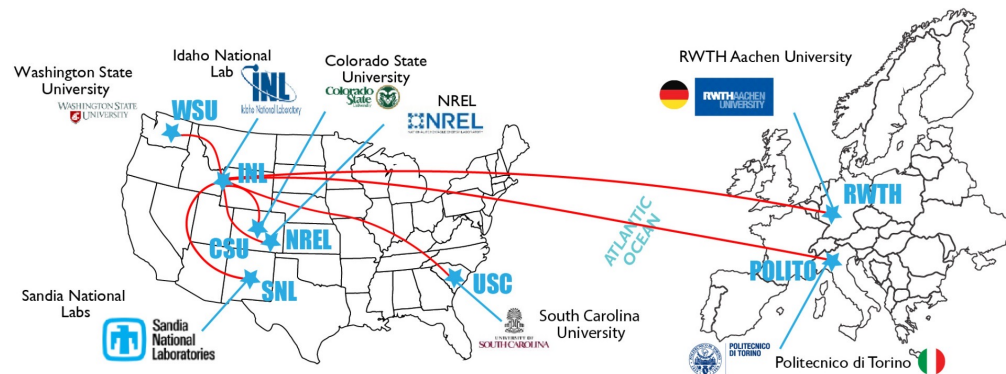 Washington State
University
WASHINGTON STATE
UNIVERSITY
WSU
Idaho National
Lab
INL
Idaho National Laboratory
Colorado State
University
Colorado
State
NREL
NREL
RWTH Aachen University
RWTH AACHEN
UNIVERSITY
INL
RWTH
CSU
NREL
ATLANTIC
OCEAN
POLITO
SNL
USC
Sandia National
Labs
Sandia
National
Laboratories
UNIVERSITY OF
SOUTH CAROLINA
South Carolina
University
POLITECNICO
DI TORINO
Politecnico di Torino